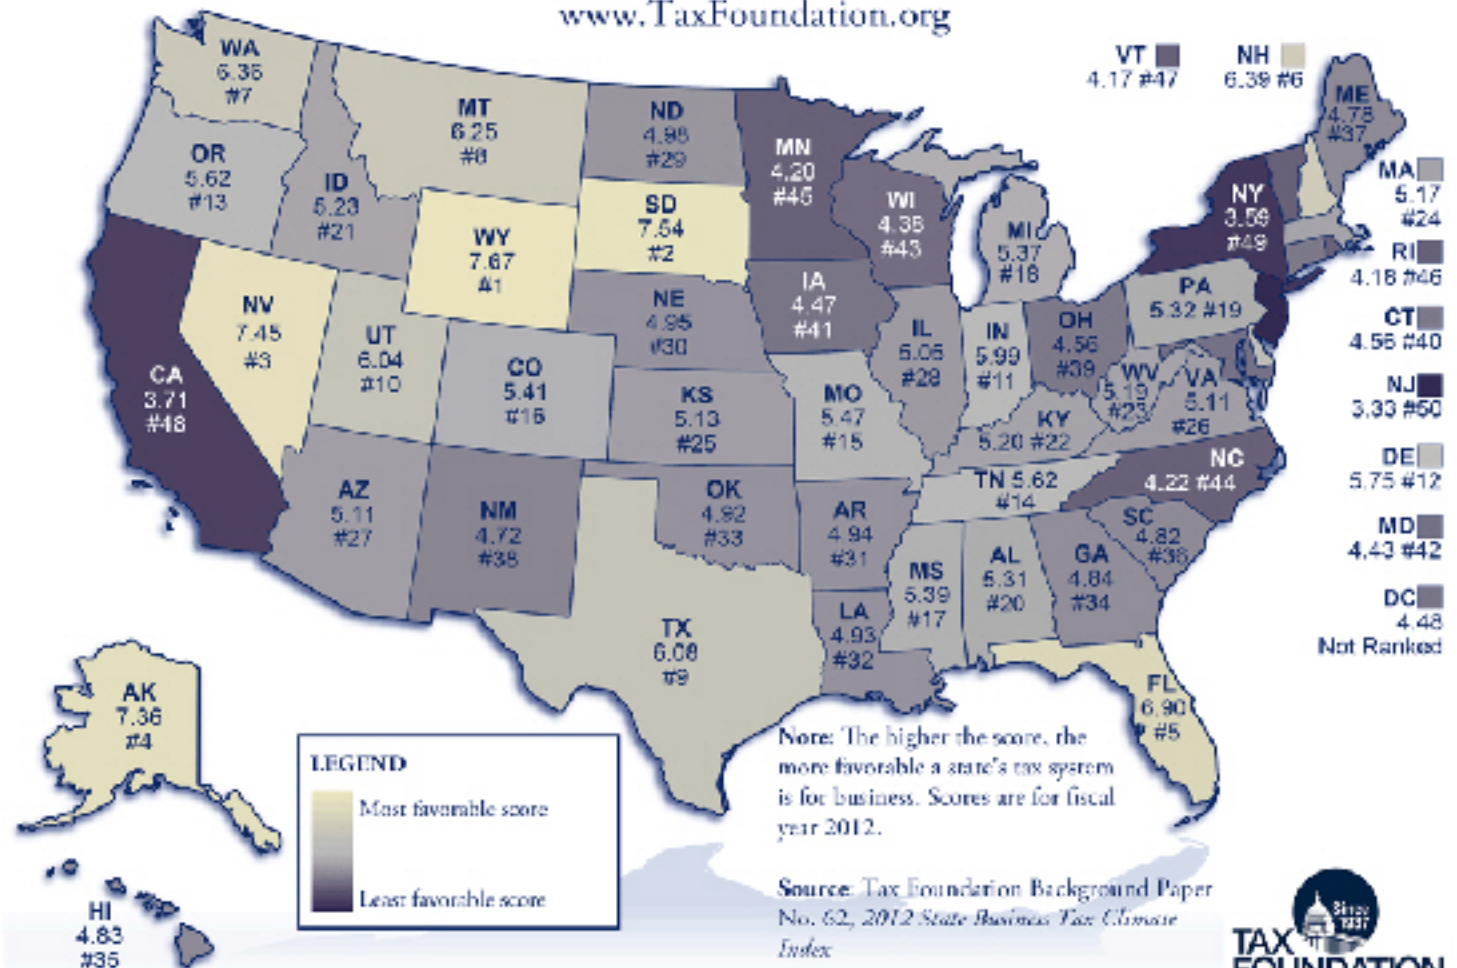 www.TaxFoundation.org
WA
6.36
#7
MT
6.25
#8
ND
4.98
#29
MN
4.20
#45
VT
4.17 #47
NH
6.39 #6
ME
4.78
#37
OR
5.62
#13
ID
5.23
#21
WY
7.67
#1
SD
7.54
#2
WI
4.38
#43
MI
5.37
#18
NY
3.59
#49
MA
5.17
#24
RI
4.18 #46
NV
7.45
#3
UT
6.04
#10
CO
5.41
#16
NE
4.95
#30
IA
4.47
#41
IL
5.05
#28
IN
5.99
#11
OH
4.56
#39
PA
5.32 #19
CT
4.56 #40
CA
3.71
#48
KS
5.13
#25
MO
5.47
#15
KY
5.20 #22
WV
5.19
#23
VA
5.11
#26
NJ
3.33 #50
AZ
5.11
#27
NM
4.72
#38
OK
4.92
#33
AR
4.94
#31
TN 5.62
#14
NC
4.22 #44
DE
5.75 #12
TX
6.08
#9
LA
4.93
#32
MS
5.39
#17
AL
5.31
#20
GA
4.84
#34
SC
4.82
#36
MD
4.43 #42
DC
4.48
Not Ranked
AK
7.36
#4
FL
6.90
#5
HI
4.83
#35
LEGEND
Most favorable score
Least favorable score
Note: The higher the score, the
more favorable a state's tax system
is for business. Scores are for fiscal
year 2012.
Source: Tax Foundation Background Paper
No. 62, 2012 State Business Tax Climate
Index
Since
1937
TAX
FOUNDATION